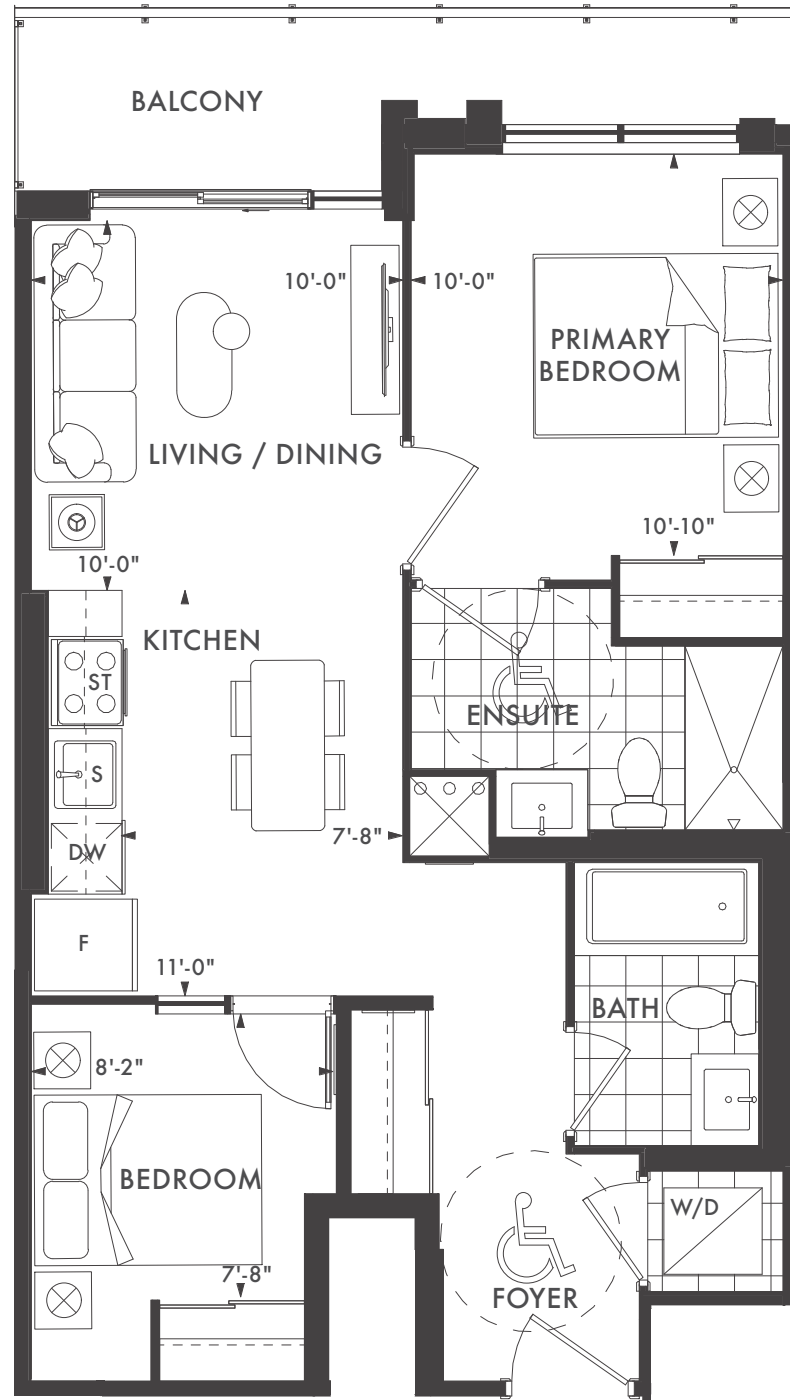 BALCONY
10'-0"
10'-0"
PRIMARY
BEDROOM
LIVING / DINING
10'-10"
10'-0"
KITCHEN
ST
ENSUITE
S
7'-8"
DW
F
11'-0"
BATH
8'-2"
BEDROOM
W/D
7'-8"
FOYER